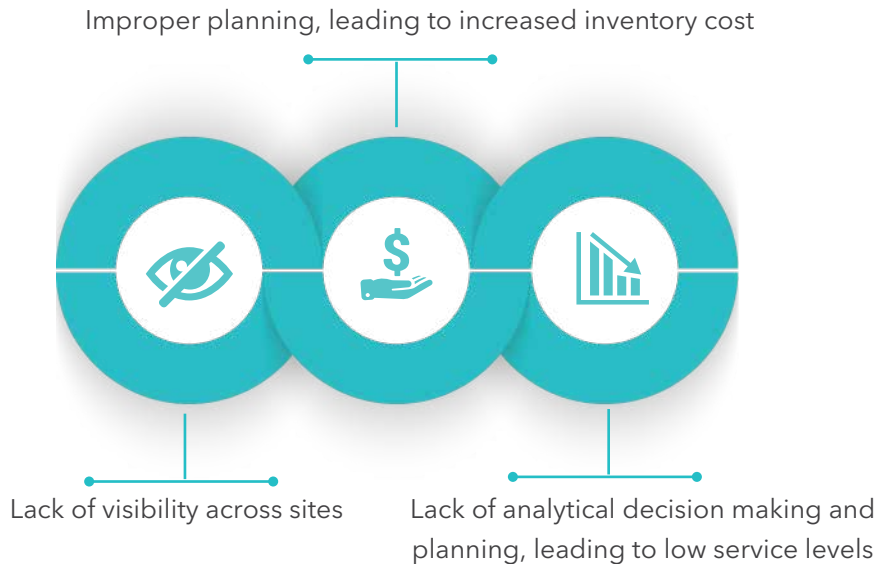 Improper planning, leading to increased inventory cost
$
Lack of visibility across sites
Lack of analytical decision making and
planning, leading to low service levels